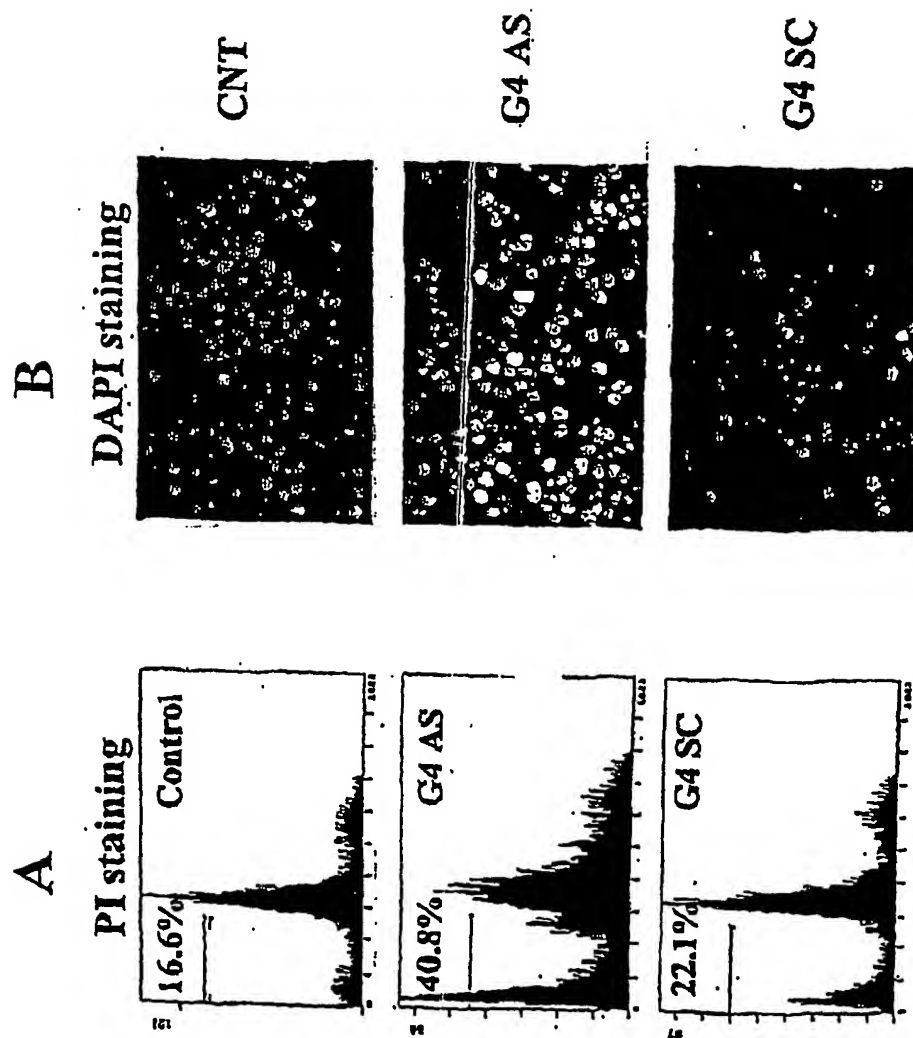 A
PI staining
16.6%
Control
40.8%
G4 AS
22.1%
G4 SC
B
DAPI staining
CNT
G4 AS
G4 SC